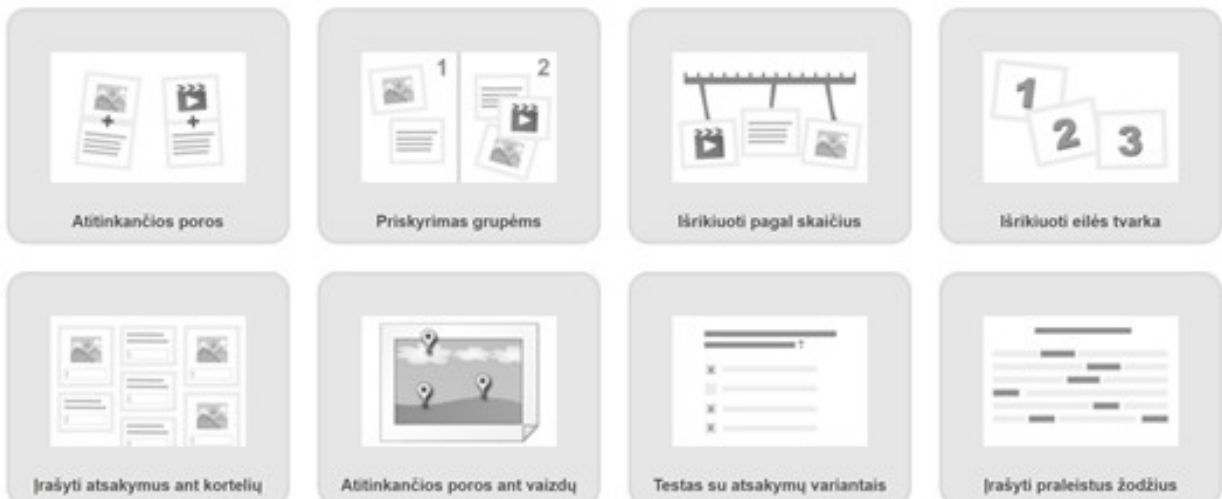 1
2
1
2
3
Atitinkančios poros
Priskyrimas grupėms
Išrikiuoti pagal skaičius
Išrikiuoti eilės tvarka
Įrašyti atsakymus ant kortelių
Atitinkančios poros ant vaizdų
Testas su atsakymų variantais
Įrašyti praleistus žodžius